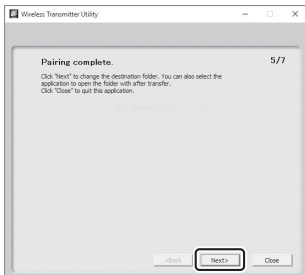 Wireless Transmitter Utility
Pairing complete.
5/7
Click "Next" to change the destination folder. You can also select the
application to open the folder with after transfer.
Click "Close" to quit this application.
<Back
Next>
Close